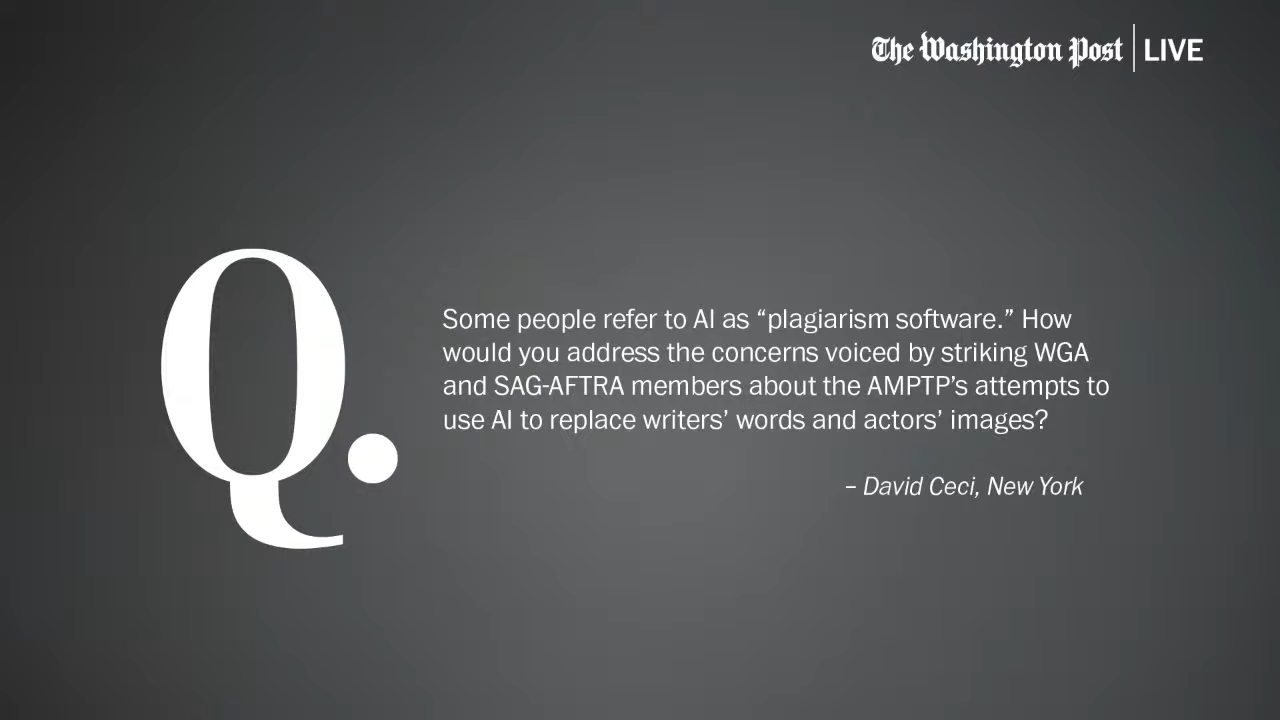 The Washington Post | LIVE
Q.
Some people refer to AI as “plagiarism software.” How
would you address the concerns voiced by striking WGA
and SAG-AFTRA members about the AMPTP’s attempts to
use AI to replace writers’ words and actors’ images?
– David Ceci, New York